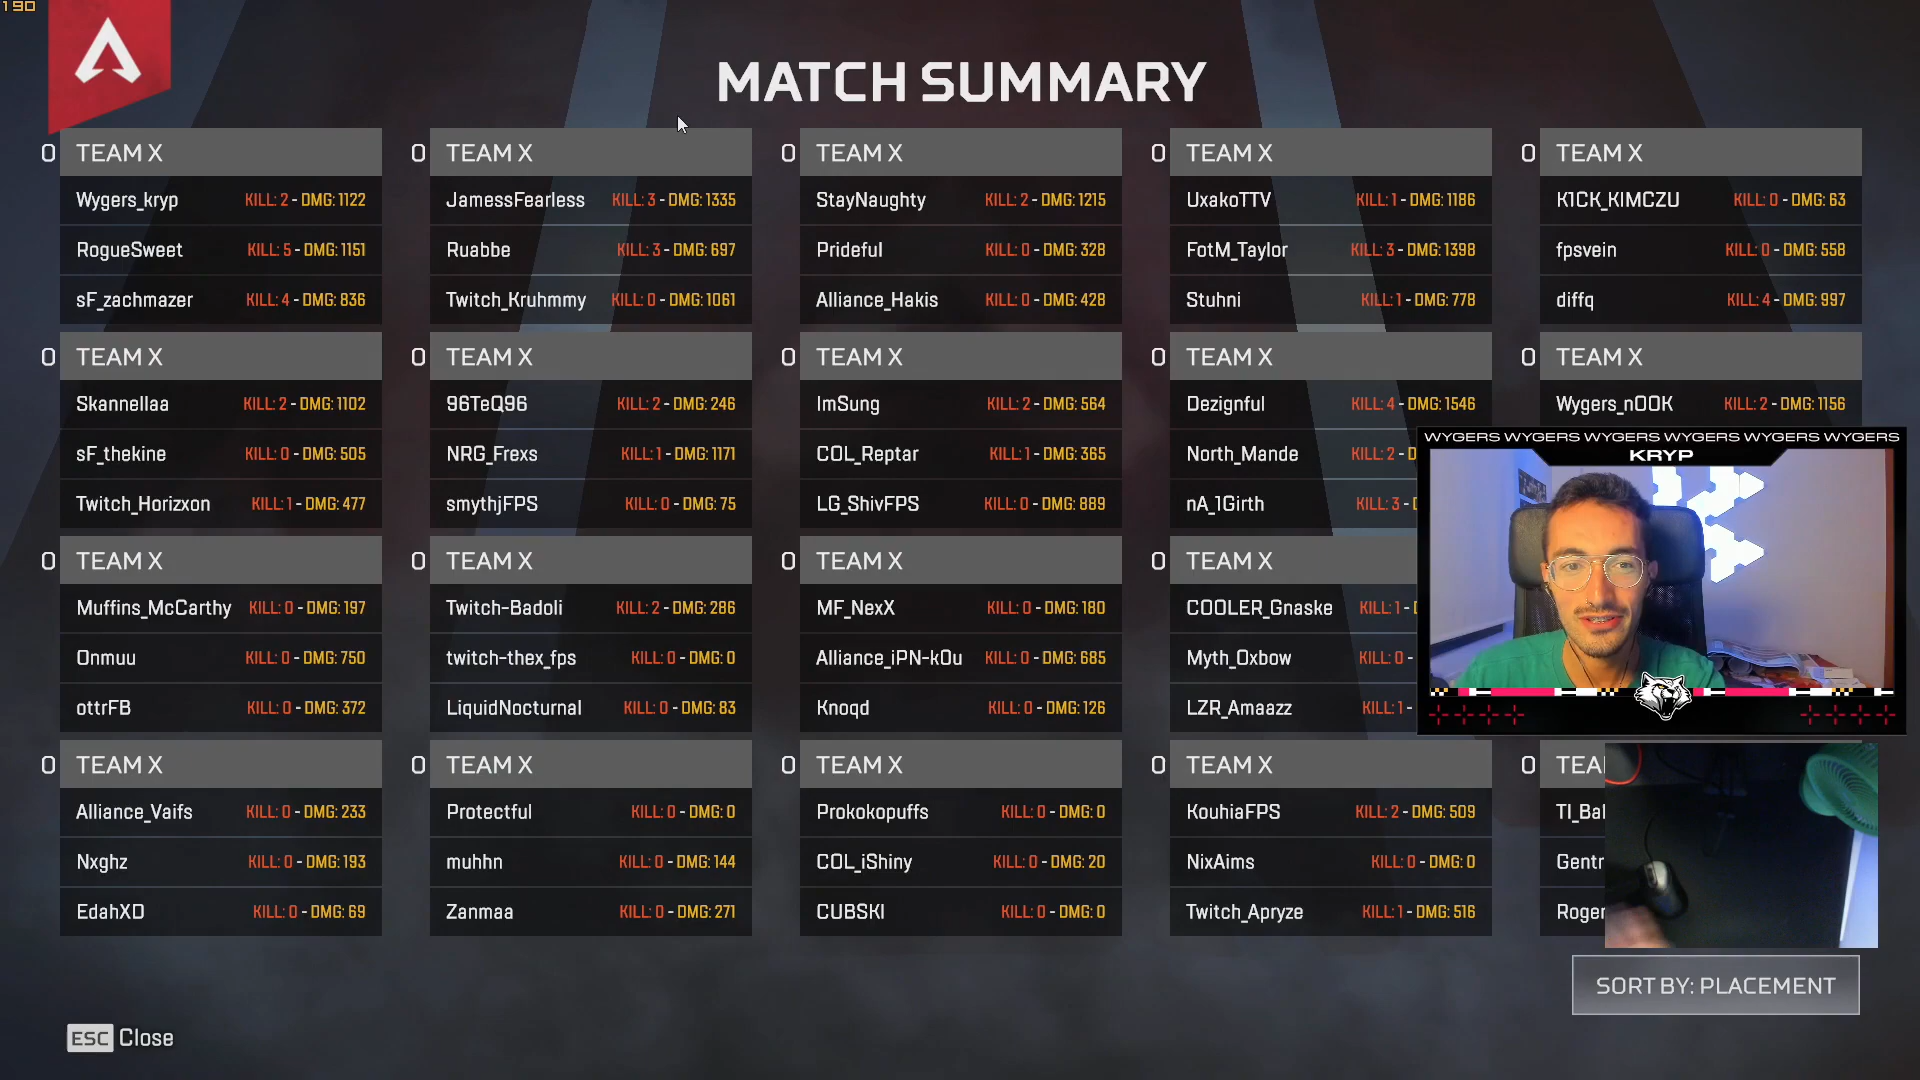 190
MATCH SUMMARY
0 TEAM X
Wygers_kryp KILL: 2 - DMG: 1122
RogueSweet KILL: 5 - DMG: 1151
sF_zachmazer KILL: 4 - DMG: 836
0 TEAM X
JamessFearless KILL: 3 - DMG: 1335
Ruabbe KILL: 3 - DMG: 697
Twitch_Kruhmmy KILL: 0 - DMG: 1061
0 TEAM X
StayNaughty KILL: 2 - DMG: 1215
Prideful KILL: 0 - DMG: 328
Alliance_Hakis KILL: 0 - DMG: 428
0 TEAM X
UxakoTTV KILL: 1 - DMG: 1186
FotM_Taylor KILL: 3 - DMG: 1398
Stuhni KILL: 1 - DMG: 778
0 TEAM X
K1CK_KIMCZU KILL: 0 - DMG: 63
fpsvein KILL: 0 - DMG: 558
diffq KILL: 4 - DMG: 997
0 TEAM X
Skannellaa KILL: 2 - DMG: 1102
sF_thekine KILL: 0 - DMG: 505
Twitch_Horizxon KILL: 1 - DMG: 477
0 TEAM X
96TeQ96 KILL: 2 - DMG: 246
NRG_Frexs KILL: 1 - DMG: 1171
smythjFPS KILL: 0 - DMG: 75
0 TEAM X
ImSung KILL: 2 - DMG: 564
COL_Reptar KILL: 1 - DMG: 365
LG_ShivFPS KILL: 0 - DMG: 889
0 TEAM X
Dezignful KILL: 4 - DMG: 1546
North_Mande KILL: 2 -
nA_1Girth KILL: 3 -
0 TEAM X
Wygers_n00K KILL: 2 - DMG: 1156
WYGERS WYGERS WYGERS WYGERS WYGERS WYGERS
KRYP
0 TEAM X
Muffins_McCarthy KILL: 0 - DMG: 197
Onmuu KILL: 0 - DMG: 750
ottrFB KILL: 0 - DMG: 372
0 TEAM X
Twitch-Badoli KILL: 2 - DMG: 286
twitch-thex_fps KILL: 0 - DMG: 0
LiquidNocturnal KILL: 0 - DMG: 83
0 TEAM X
MF_NexX KILL: 0 - DMG: 180
Alliance_iPN-k0u KILL: 0 - DMG: 685
Knoqd KILL: 0 - DMG: 126
0 TEAM X
COOLER_Gnaske KILL: 1 -
Myth_Oxbow KILL: 0 -
LZR_Amaazz KILL: 1 -
0 TEAM X
Alliance_Vaifs KILL: 0 - DMG: 233
Nxghz KILL: 0 - DMG: 193
EdahXD KILL: 0 - DMG: 69
0 TEAM X
Protectful KILL: 0 - DMG: 0
muhhn KILL: 0 - DMG: 144
Zanmaa KILL: 0 - DMG: 271
0 TEAM X
Prokokopuffs KILL: 0 - DMG: 0
COL_iShiny KILL: 0 - DMG: 20
CUBSKI KILL: 0 - DMG: 0
0 TEAM X
KouhiaFPS KILL: 2 - DMG: 509
NixAims KILL: 0 - DMG: 0
Twitch_Apryze KILL: 1 - DMG: 516
0
SORT BY: PLACEMENT
ESC Close